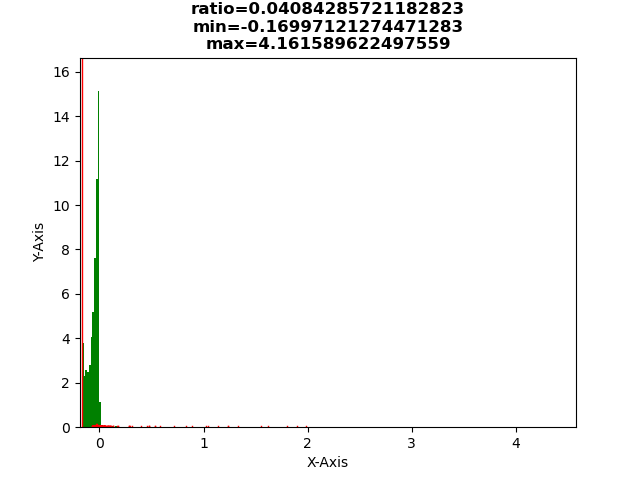 ratio=0.04084285721182823
min=-0.16997121274471283
max=4.161589622497559
16
14
12
10
8
6
4
2
0
Y-Axis
0 1 2 3 4
X-Axis